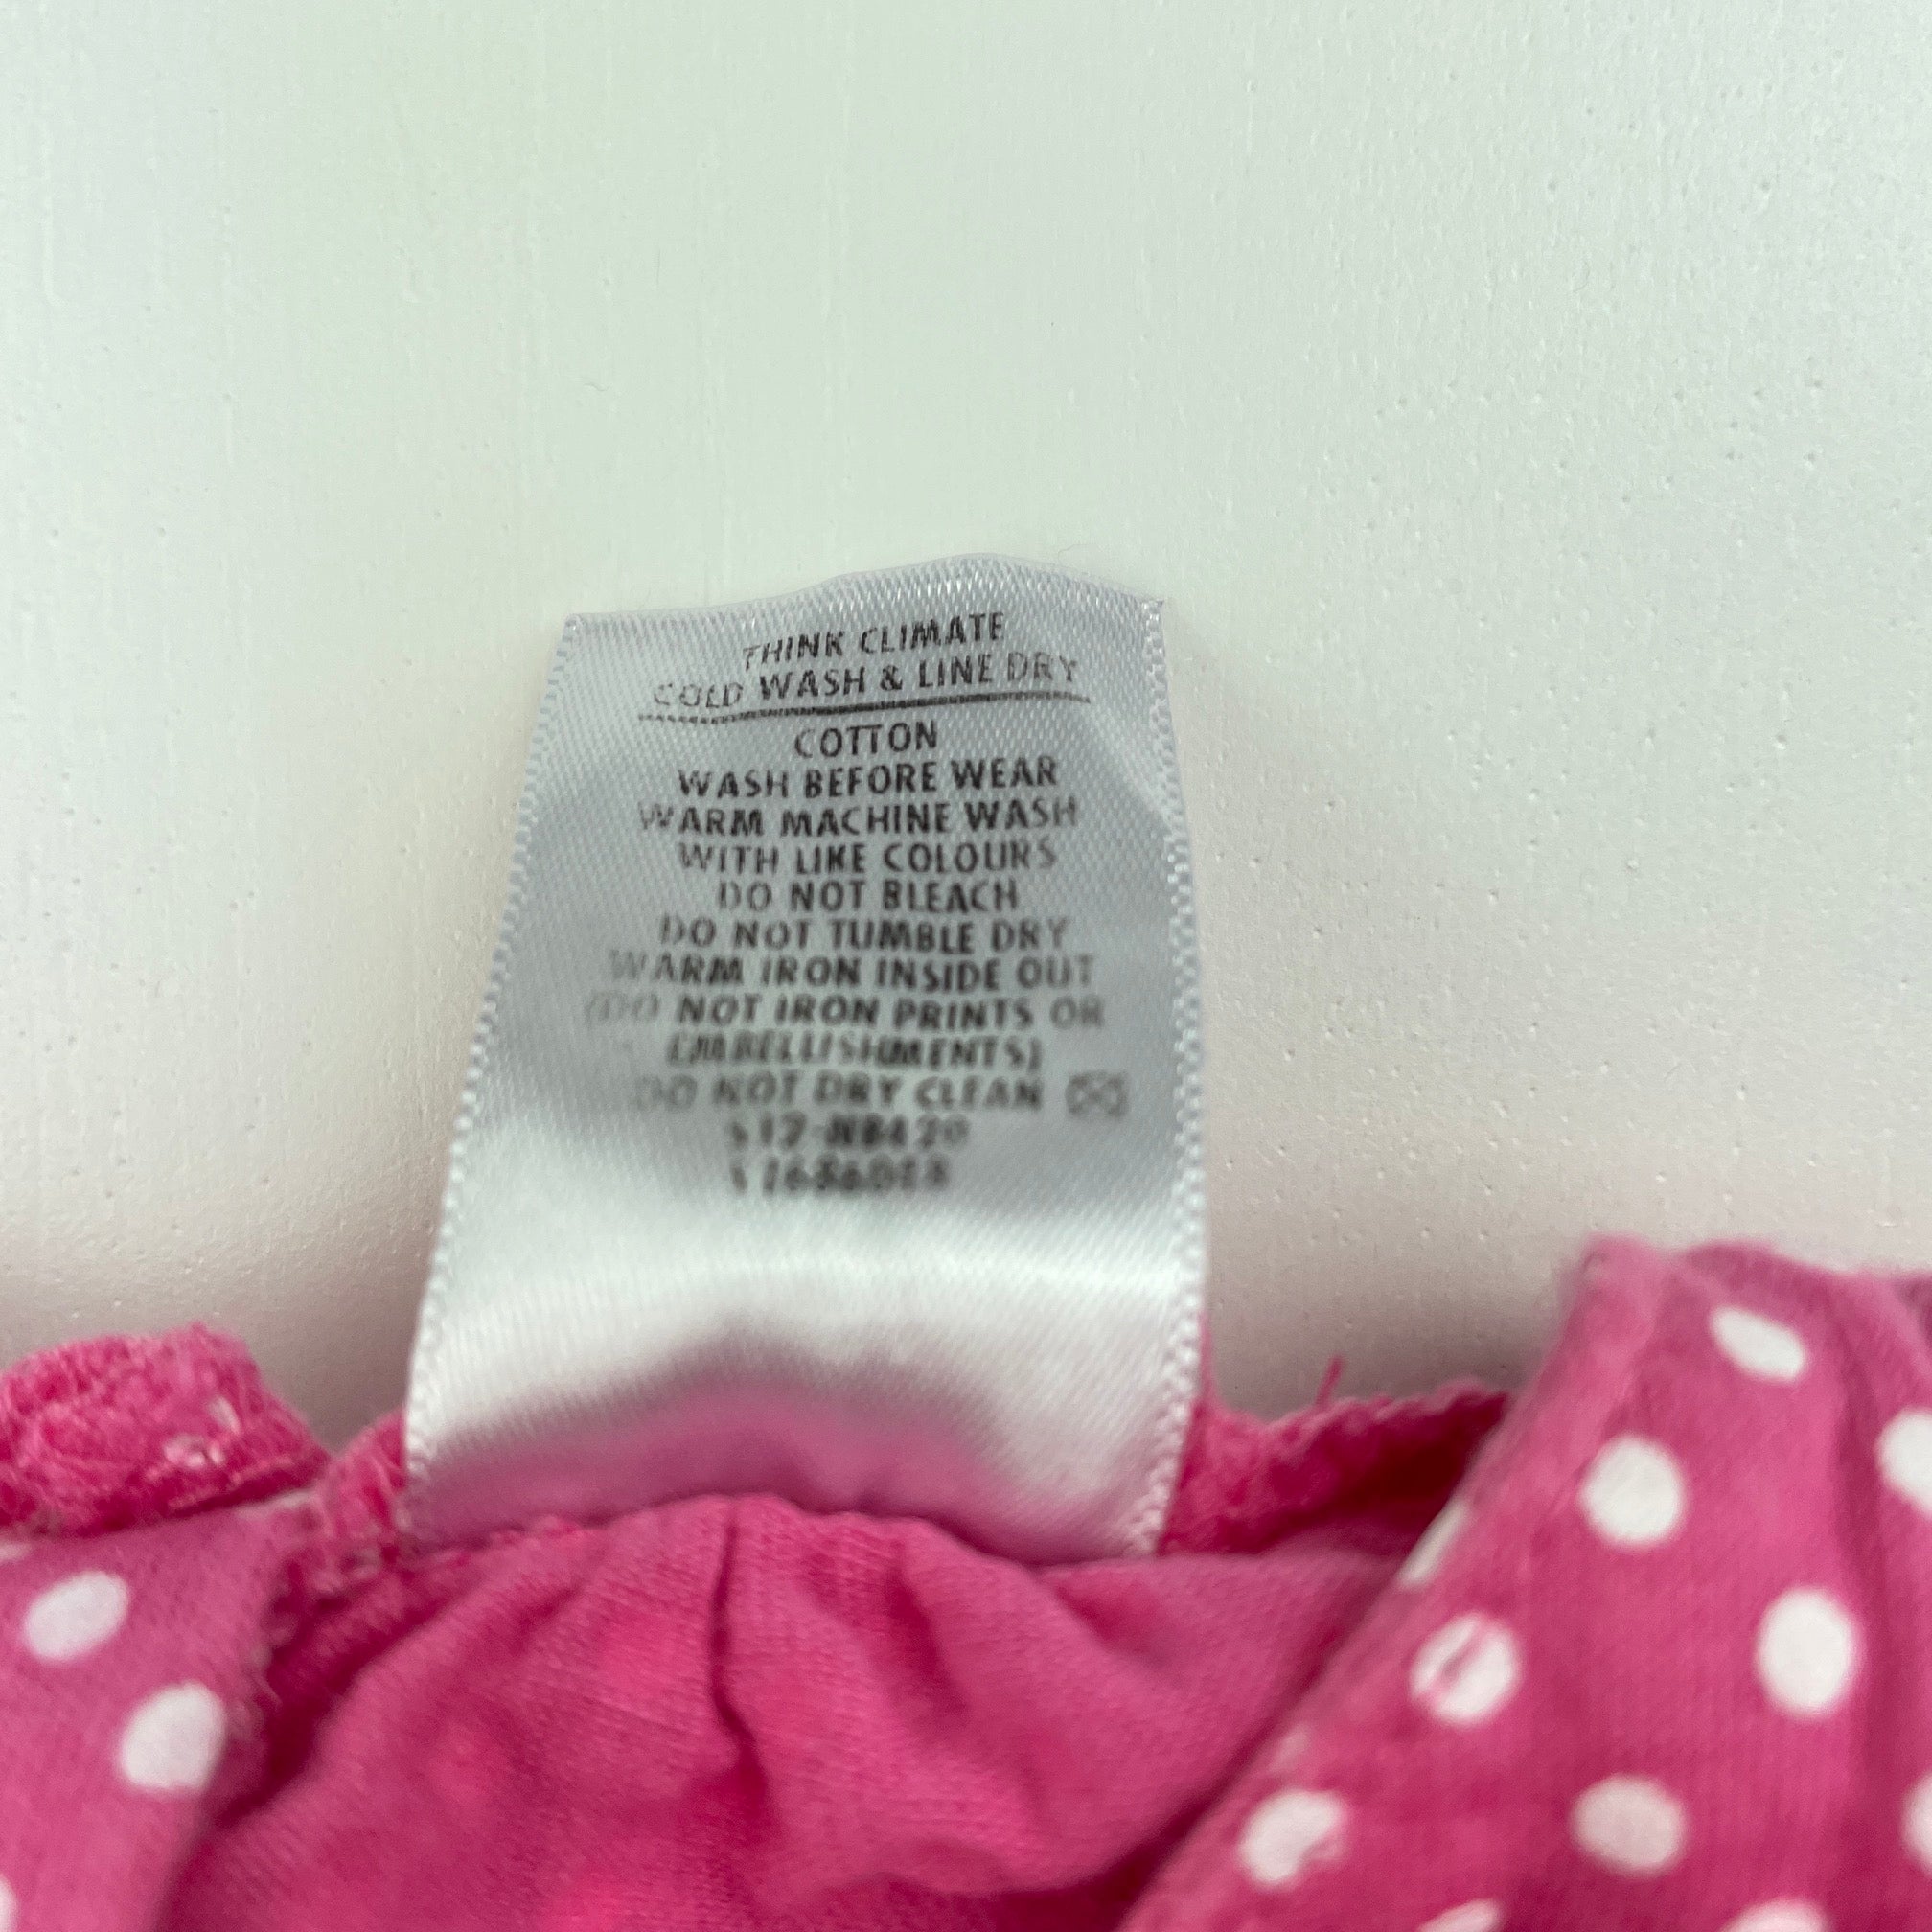 THINK CLIMATE
COLD WASH & LINE DRY
COTTON
WASH BEFORE WEAR
WARM MACHINE WASH
WITH LIKE COLOURS
DO NOT BLEACH
DO NOT TUMBLE DRY
WARM IRON INSIDE OUT
(DO NOT IRON PRINTS OR
EMBELLISHMENTS)
DO NOT DRY CLEAN